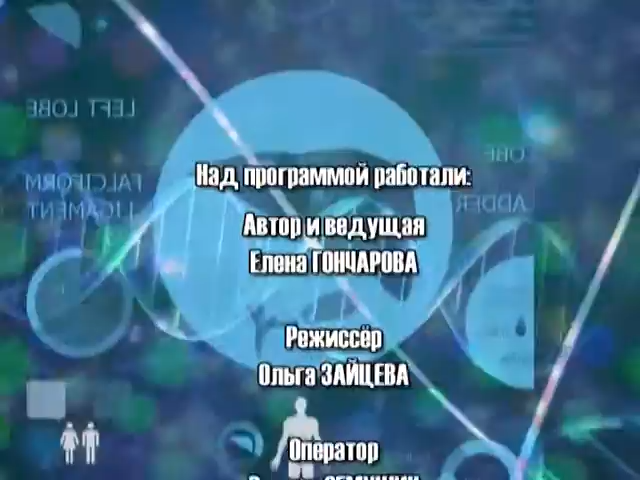 LEFT LOBE
FALCIFORM
LIGAMENT
Над программой работали:
Автор и ведущая
Елена ГОНЧАРОВА
Режиссёр
Ольга ЗАЙЦЕВА
Оператор